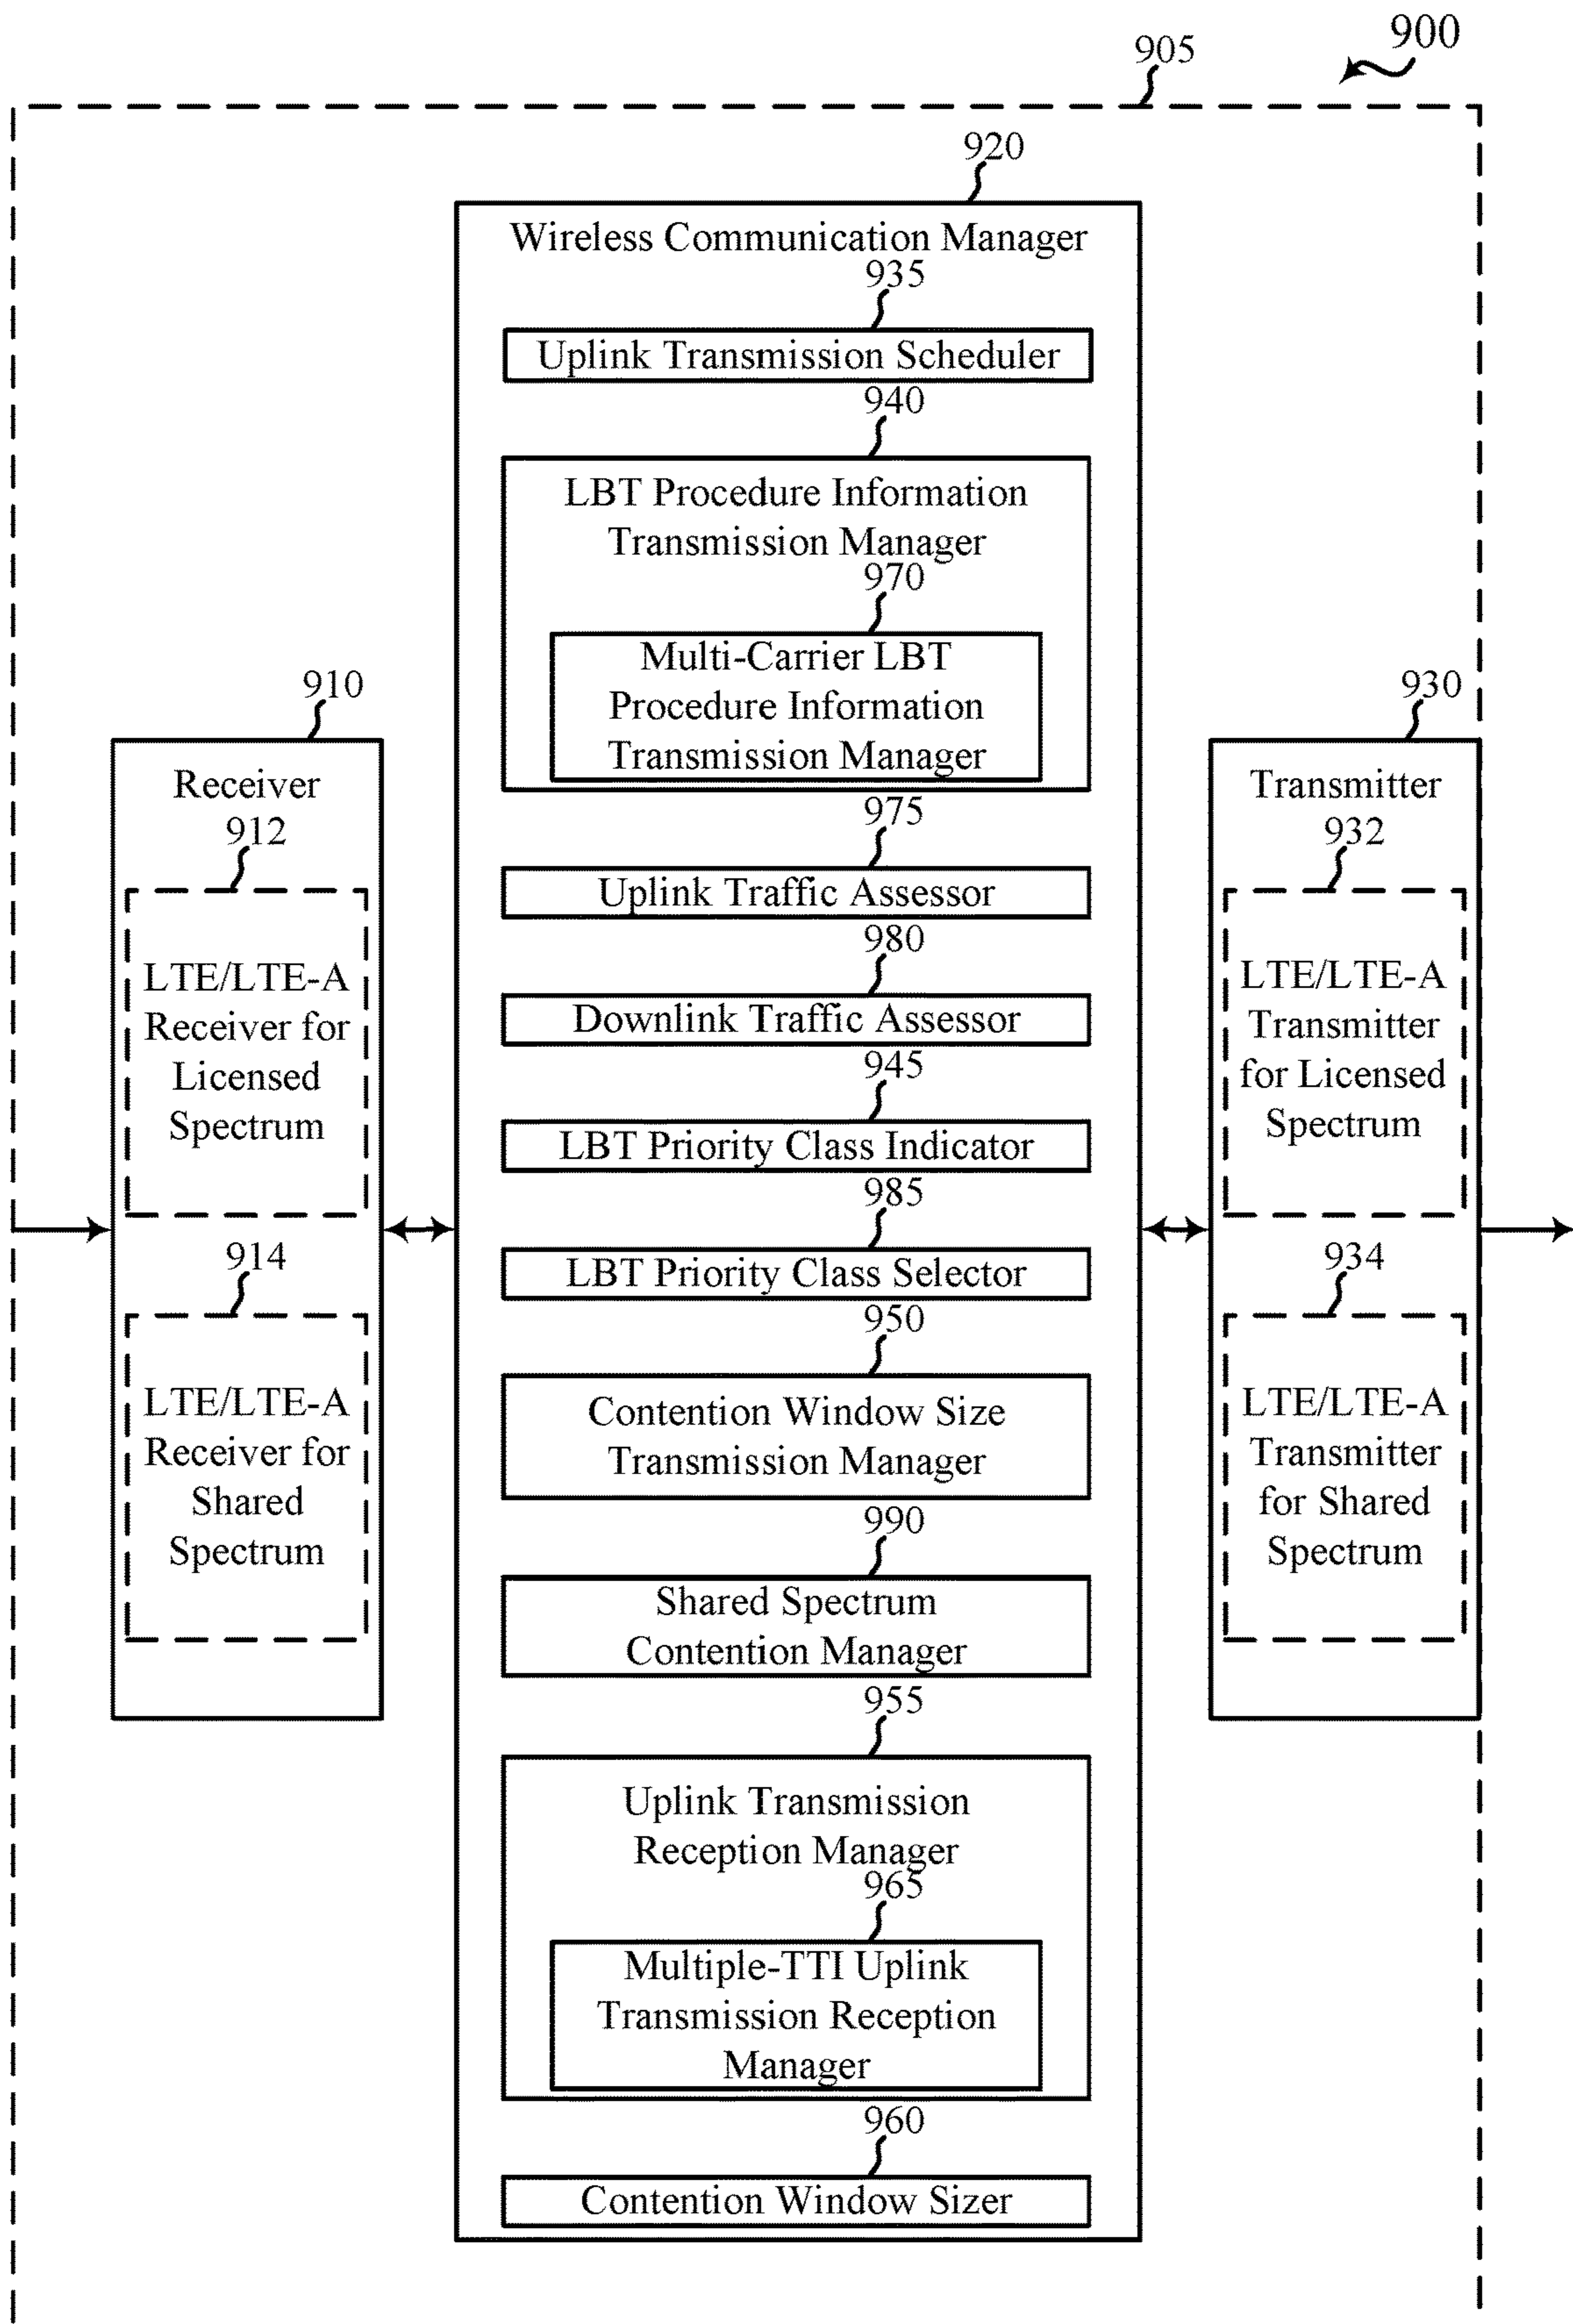 900
905
920
Wireless Communication Manager
935
Uplink Transmission Scheduler
940
LBT Procedure Information
Transmission Manager
970
Multi-Carrier LBT
Procedure Information
Transmission Manager
910
Receiver
912
LTE/LTE-A
Receiver for
Licensed
Spectrum
914
LTE/LTE-A
Receiver for
Shared
Spectrum
975
Uplink Traffic Assessor
980
Downlink Traffic Assessor
945
LBT Priority Class Indicator
985
LBT Priority Class Selector
950
Contention Window Size
Transmission Manager
990
Shared Spectrum
Contention Manager
955
Uplink Transmission
Reception Manager
965
Multiple-TTI Uplink
Transmission Reception
Manager
960
Contention Window Sizer
930
Transmitter
932
LTE/LTE-A
Transmitter
for Licensed
Spectrum
934
LTE/LTE-A
Transmitter
for Shared
Spectrum